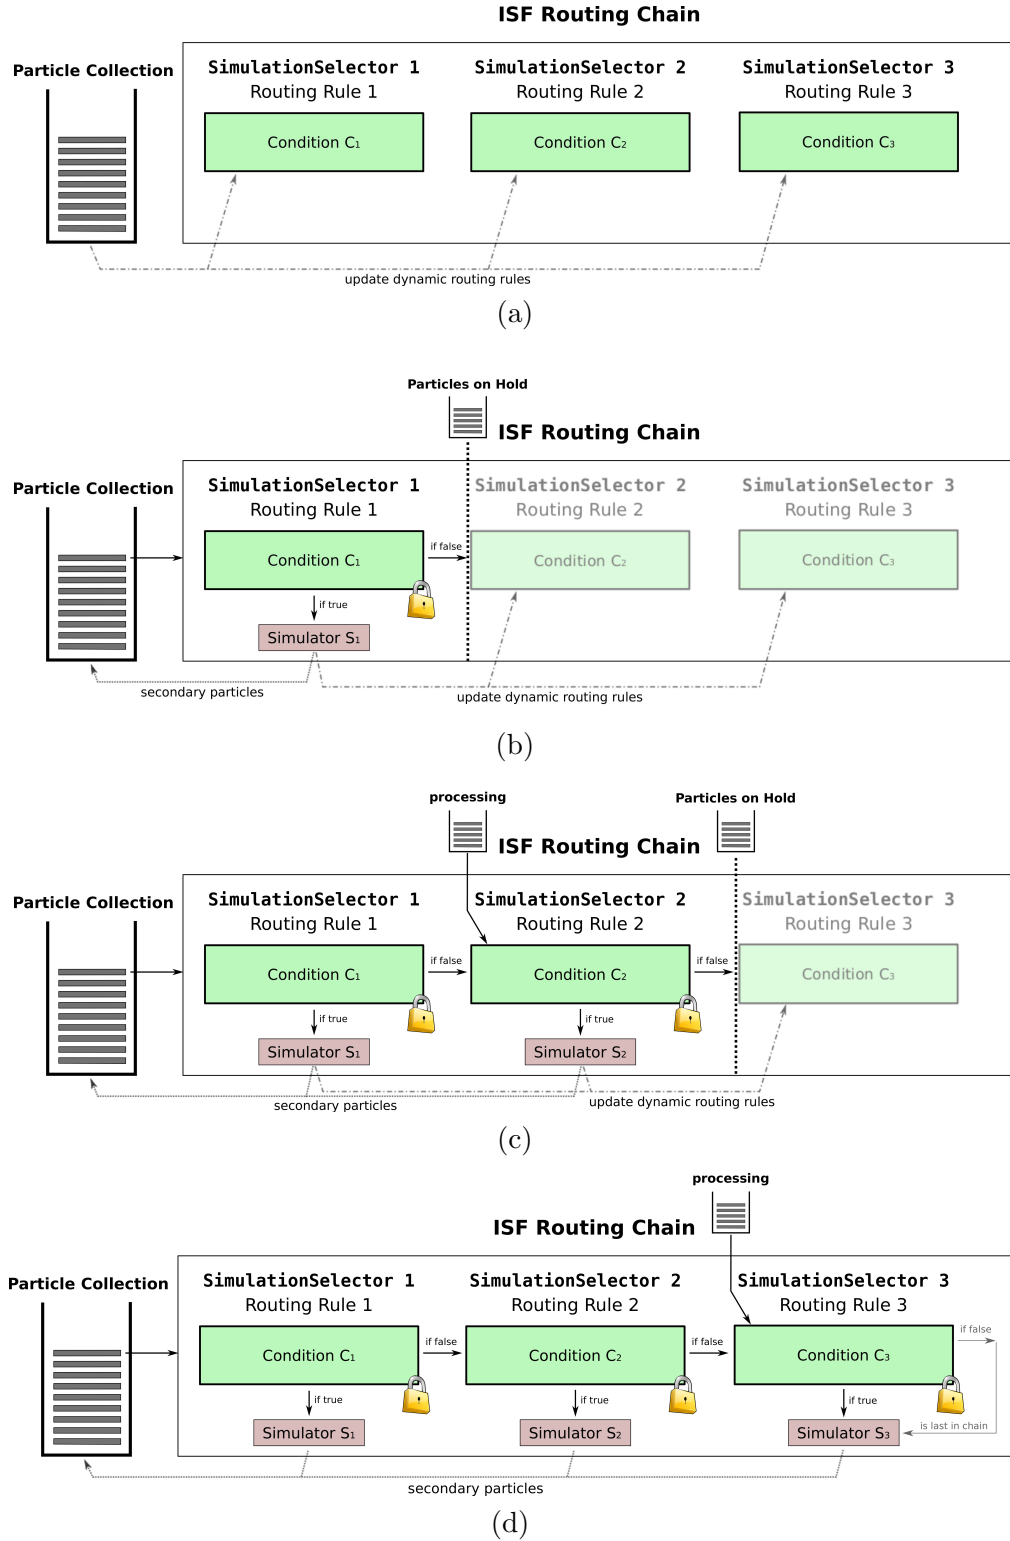 ISF Routing Chain
Particle Collection
SimulationSelector 1
SimulationSelector 2
SimulationSelector 3
Routing Rule 1
Routing Rule 2
Routing Rule 3
Condition C₁
Condition C₂
Condition C₃
update dynamic routing rules
(a)
Particles on Hold
ISF Routing Chain
Particle Collection
SimulationSelector 1
SimulationSelector 2
SimulationSelector 3
Routing Rule 1
Routing Rule 2
Routing Rule 3
Condition C₁
if false
Condition C₂
Condition C₃
if true
Simulator S₁
secondary particles
update dynamic routing rules
(b)
processing
Particles on Hold
ISF Routing Chain
Particle Collection
SimulationSelector 1
SimulationSelector 2
SimulationSelector 3
Routing Rule 1
Routing Rule 2
Routing Rule 3
Condition C₁
if false
Condition C₂
if false
Condition C₃
if true
if true
Simulator S₁
Simulator S₂
secondary particles
update dynamic routing rules
(c)
processing
ISF Routing Chain
Particle Collection
SimulationSelector 1
SimulationSelector 2
SimulationSelector 3
Routing Rule 1
Routing Rule 2
Routing Rule 3
Condition C₁
if false
Condition C₂
if false
Condition C₃
if false
if true
if true
if true
Simulator S₁
Simulator S₂
Simulator S₃
is last in chain
secondary particles
(d)